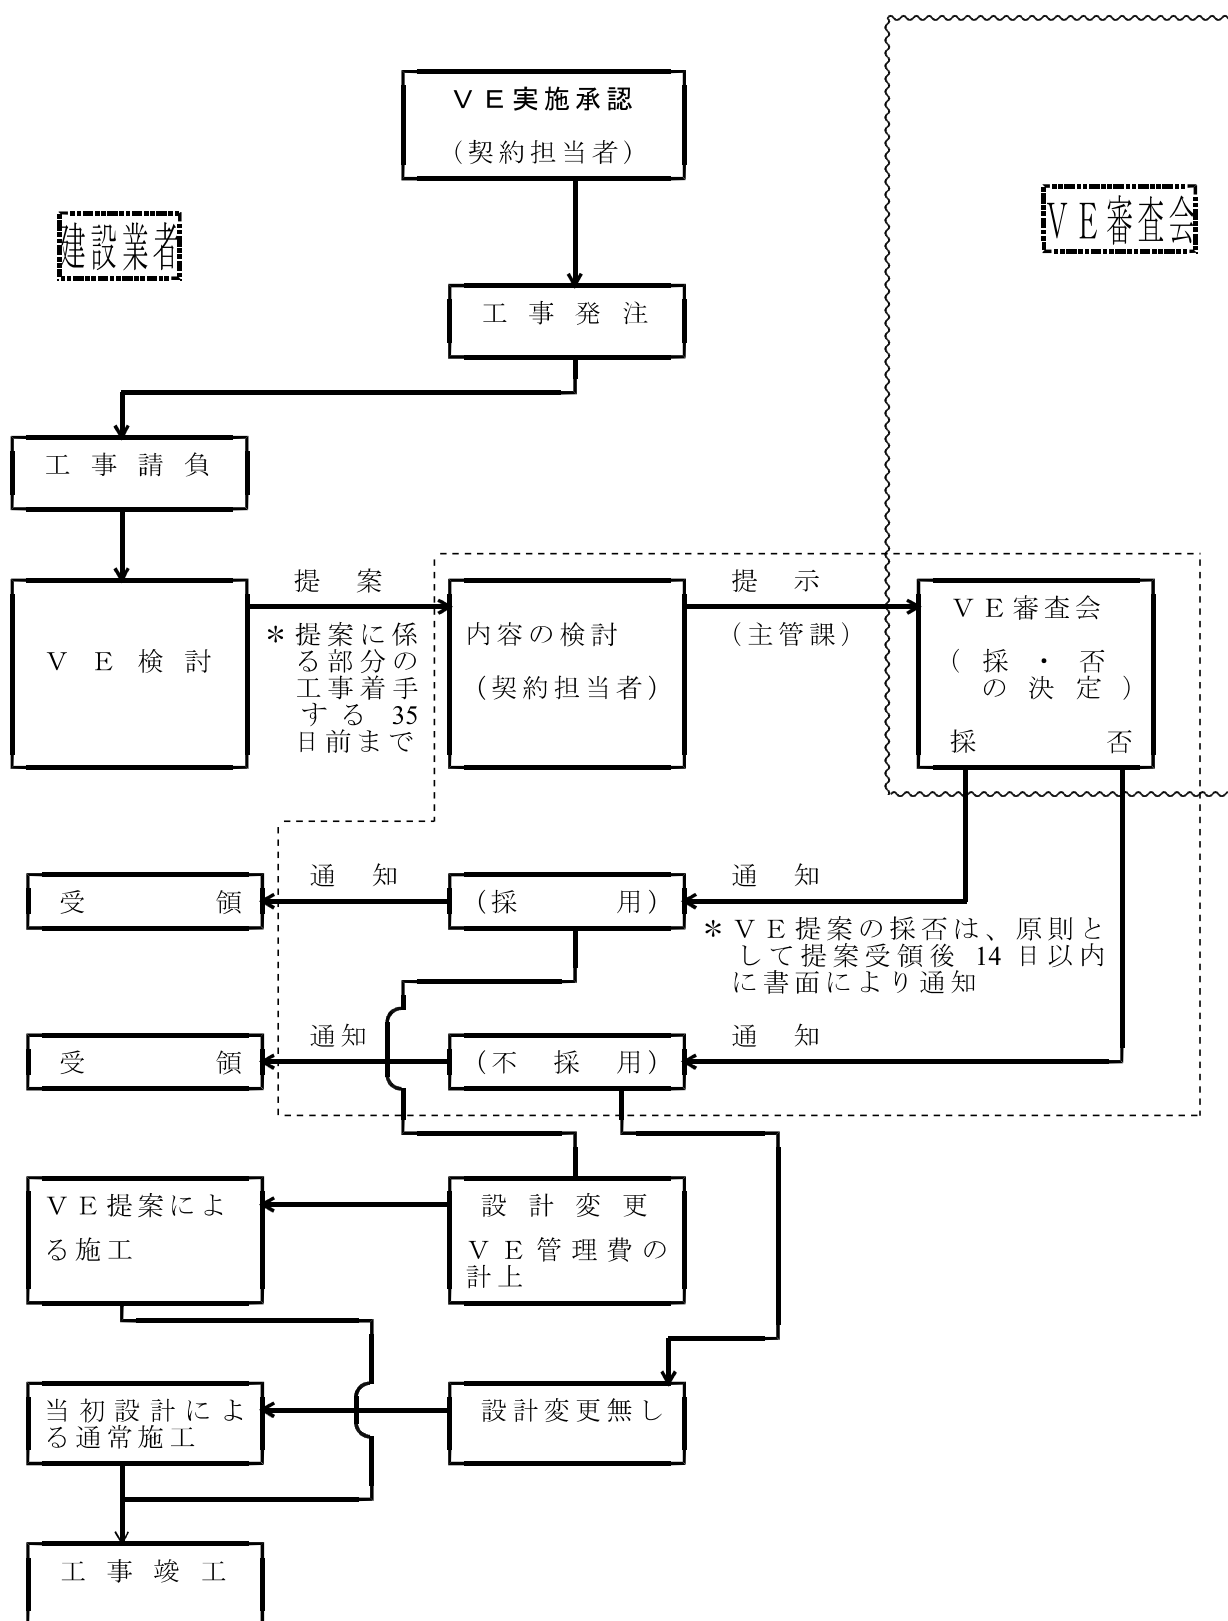 ＶＥ実施承認
（契約担当者）
建設業者
ＶＥ審査会
工事発注
工事請負
提案
提示
ＶＥ検討
＊提案に係
る部分の
工事着手
する 35
日前まで
内容の検討
（契約担当者）
（主管課）
ＶＥ審査会
（採・否
の決定）
採　否
受領
通知
（採用）
通知
＊ＶＥ提案の採否は、原則と
して提案受領後 14 日以内
に書面により通知
受領
通知
（不採用）
通知
ＶＥ提案によ
る施工
設計変更
ＶＥ管理費の
計上
当初設計によ
る通常施工
設計変更無し
工事竣工